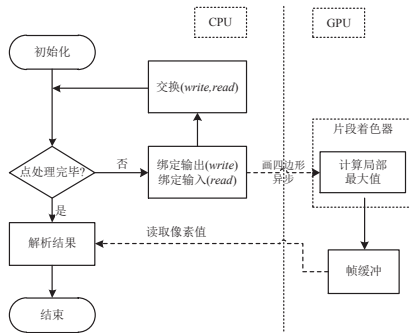 CPU
GPU
初始化
交换(write,read)
片段着色器
点处理完毕?
否
绑定输出(write)
绑定输入(read)
画四边形
异步
计算局部
最大值
是
解析结果
读取像素值
帧缓冲
结束